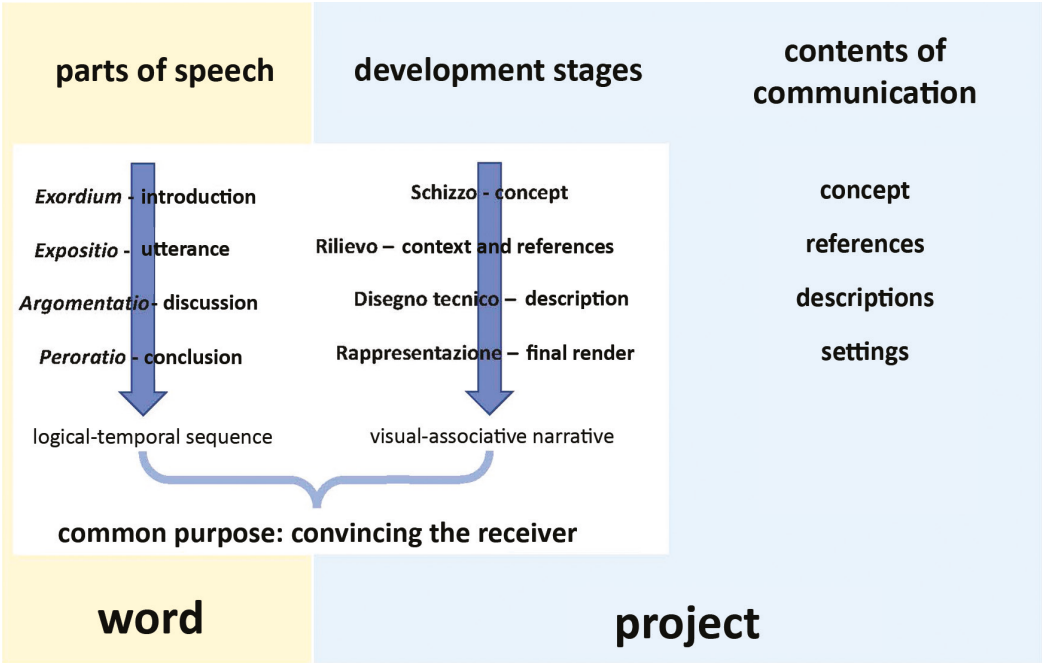 parts of speech
development stages
contents of
communication
Exordium - introduction
Expositio - utterance
Argomentatio - discussion
Peroratio - conclusion
logical-temporal sequence
Schizzo - concept
Rilievo – context and references
Disegno tecnico – description
Rappresentazione – final render
visual-associative narrative
concept
references
descriptions
settings
common purpose: convincing the receiver
word
project